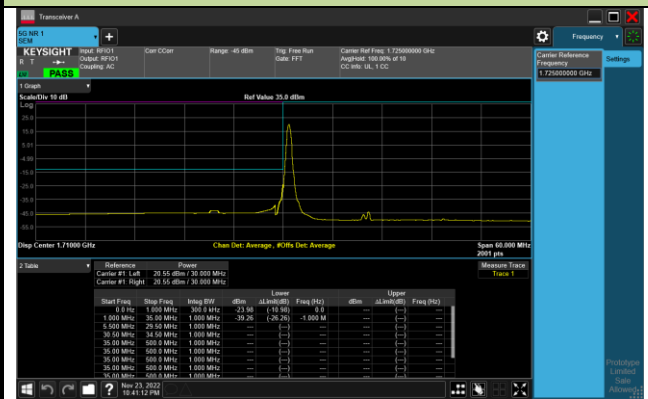 Transceiver A
5G NR 1
SEM
Frequency
KEYSIGHT
R T
PASS
Input: RFIO1
Output: RFIO1
Coupling: AC
Corr CCorr
Range: -45 dBm
Trig: Free Run
Gate: FFT
Carrier Ref Freq: 1.725000000 GHz
Avg|Hold: 100.00% of 10
CC Info: UL, 1 CC
Carrier Reference
Frequency
1.725000000 GHz
Settings
1 Graph
Scale/Div 10 dB
Ref Value 35.0 dBm
Log
25.0
15.0
5.01
-4.99
-15.0
-25.0
-35.0
-45.0
-55.0
Disp Center 1.71000 GHz
Chan Det: Average , #Offs Det: Average
Span 60.000 MHz
2001 pts
2 Table
Measure Trace
Trace 1
Reference Power
Carrier #1 Left 20.55 dBm / 30.000 MHz
Carrier #1 Right 20.55 dBm / 30.000 MHz
Lower Upper
Start Freq Stop Freq Integ BW dBm ΔLimit(dB) Freq (Hz) dBm ΔLimit(dB) Freq (Hz)
0.0 Hz 1.000 MHz 300.0 kHz -23.98 (-10.98) 0.0 --- (---) ---
1.000 MHz 35.00 MHz 1.000 MHz -39.26 (-26.26) -1.000 M --- (---) ---
5.500 MHz 29.50 MHz 1.000 MHz --- (---) --- --- (---) ---
30.50 MHz 34.50 MHz 1.000 MHz --- (---) --- --- (---) ---
35.00 MHz 500.0 MHz 1.000 MHz --- (---) --- --- (---) ---
35.00 MHz 500.0 MHz 1.000 MHz --- (---) --- --- (---) ---
35.00 MHz 500.0 MHz 1.000 MHz --- (---) --- --- (---) ---
35.00 MHz 500.0 MHz 1.000 MHz --- (---) --- --- (---) ---
Prototype
Limited
Sale
Allowed
Nov 23, 2022
10:41:12 PM